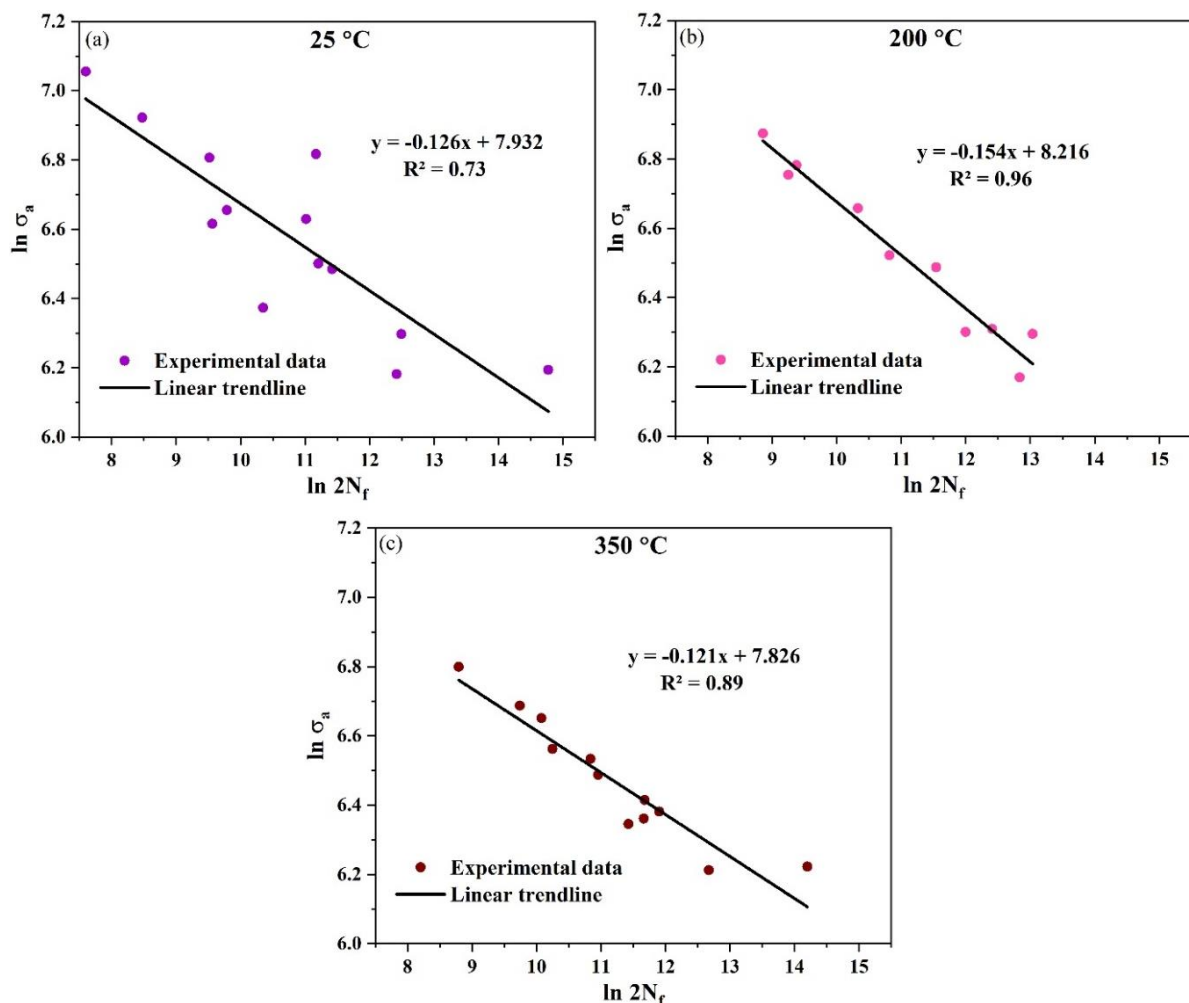 (a)
25 °C
7.2
7.0
6.8
6.6
6.4
6.2
6.0
ln σa
y = -0.126x + 7.932
R² = 0.73
Experimental data
Linear trendline
8 9 10 11 12 13 14 15
ln 2Nf
(b)
200 °C
7.2
7.0
6.8
6.6
6.4
6.2
6.0
ln σa
y = -0.154x + 8.216
R² = 0.96
Experimental data
Linear trendline
8 9 10 11 12 13 14 15
ln 2Nf
(c)
350 °C
7.2
7.0
6.8
6.6
6.4
6.2
6.0
ln σa
y = -0.121x + 7.826
R² = 0.89
Experimental data
Linear trendline
8 9 10 11 12 13 14 15
ln 2Nf